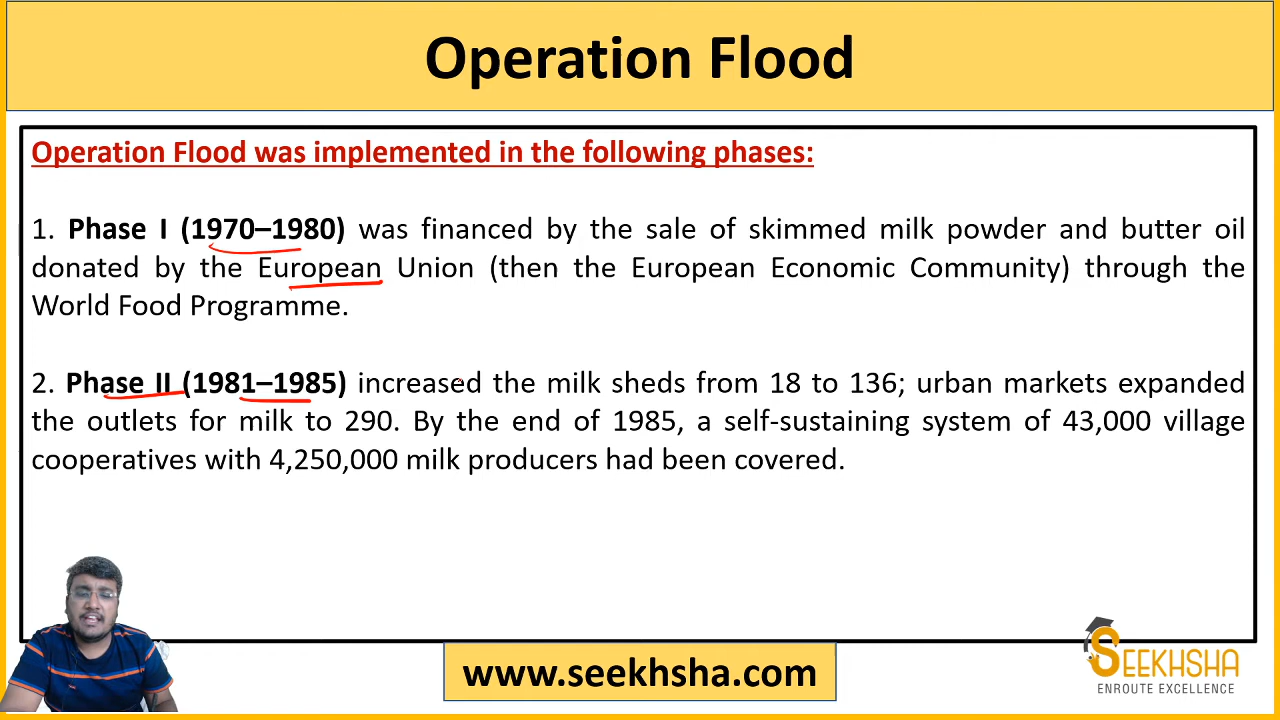 Operation Flood
Operation Flood was implemented in the following phases:
1. Phase I (1970–1980) was financed by the sale of skimmed milk powder and butter oil
donated by the European Union (then the European Economic Community) through the
World Food Programme.
2. Phase II (1981–1985) increased the milk sheds from 18 to 136; urban markets expanded
the outlets for milk to 290. By the end of 1985, a self-sustaining system of 43,000 village
cooperatives with 4,250,000 milk producers had been covered.
www.seekhsha.com
SEEKHSHA
ENROUTE EXCELLENCE